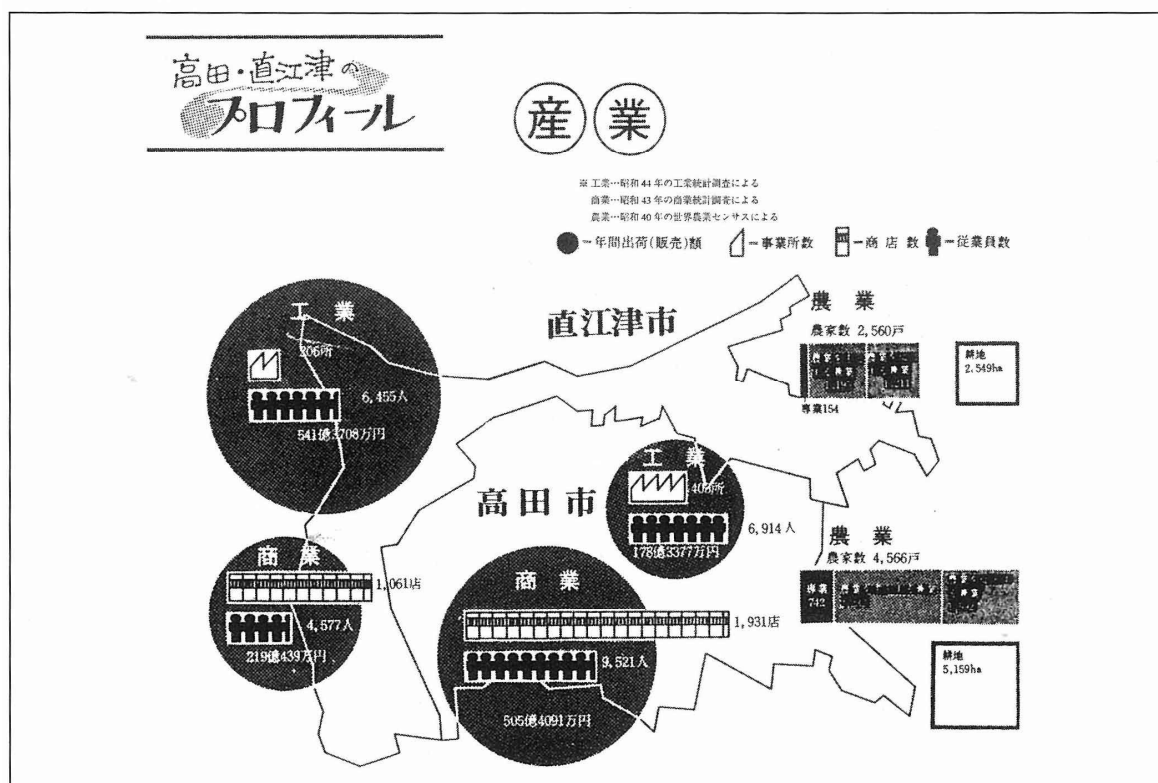 高田・直江津の
プロフィール
産業
※ 工業…昭和44年の工業統計調査による
商業…昭和43年の商業統計調査による
農業…昭和40年の世界農業センサスによる
●-年間出荷(販売)類
-事業所数
-商店数
-従業員数
直江津市
工業
206所
6,455人
541億3708万円
農業
農家数 2,560戸
専業154
耕地
2,549ha
高田市
工業
6,914人
178億3377万円
商業
1,061店
4,577人
219億439万円
商業
1,931店
9,521人
505億4091万円
農業
農家数 4,566戸
専業
742
耕地
5,159ha